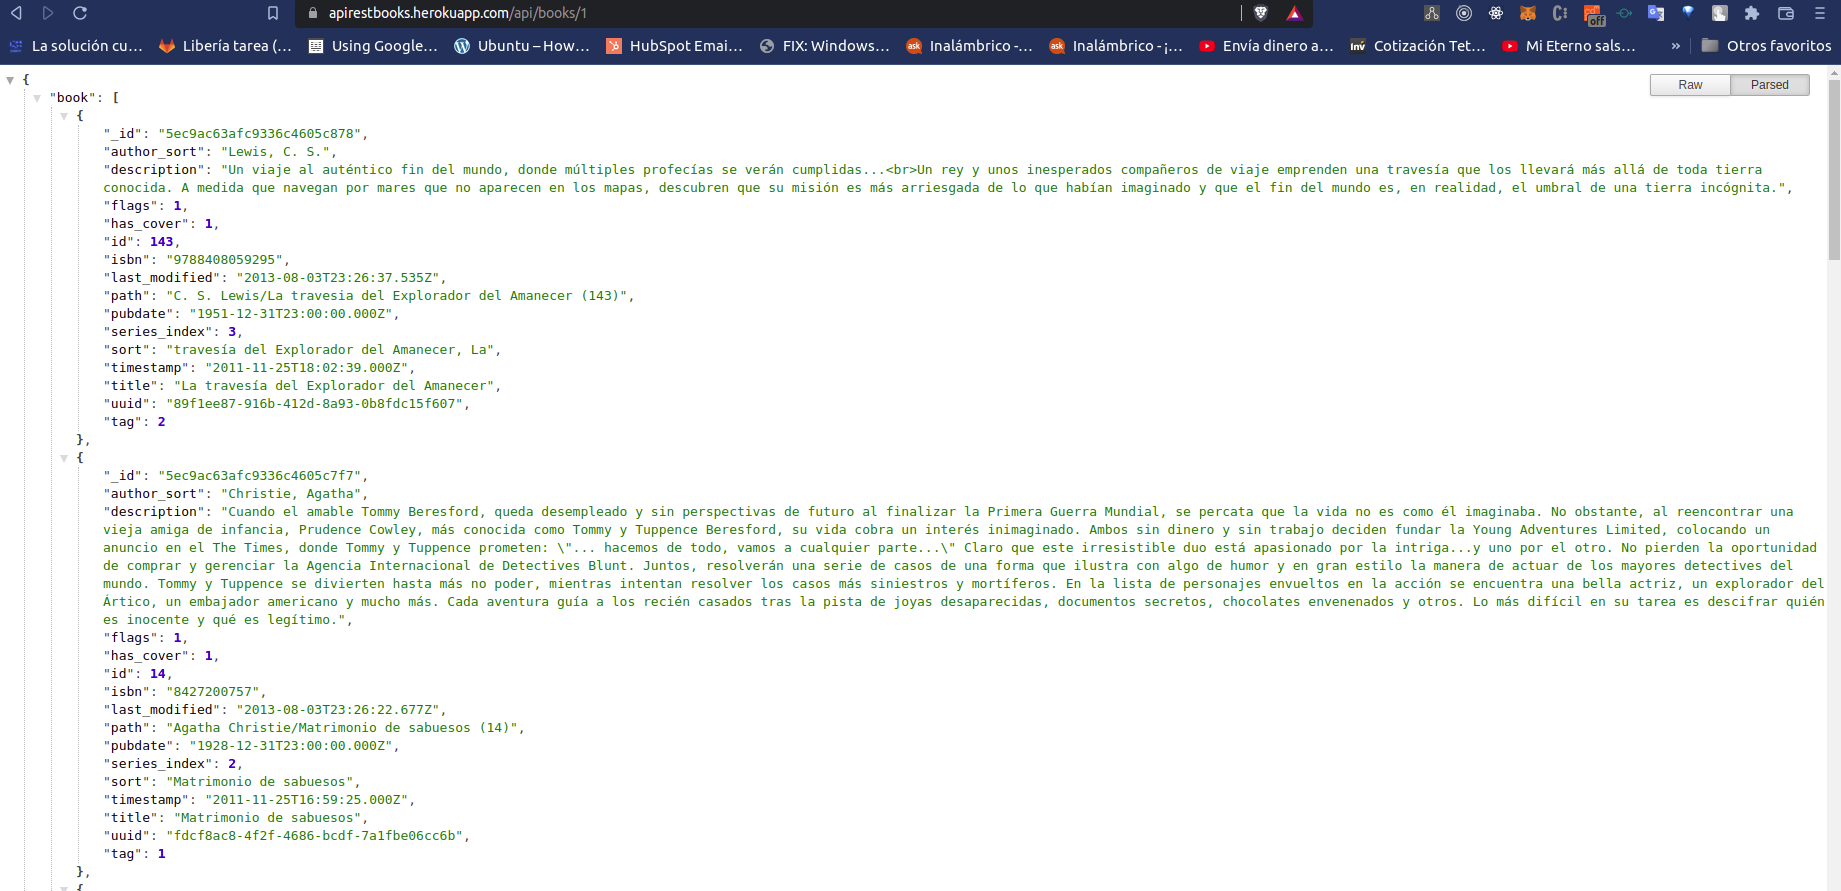 apirestbooks.herokuapp.com/api/books/1
off
La solución cu...
Libería tarea (...
Using Google...
Ubuntu – How...
HubSpot Emai...
FIX: Windows...
ask
Inalámbrico -...
ask
Inalámbrico - ¡...
Envía dinero a...
Inv
Cotización Tet...
Mi Eterno sals...
»
Otros favoritos
Raw
Parsed
{
"book": [
{
"_id": "5ec9ac63afc9336c4605c878",
"author_sort": "Lewis, C. S.",
"description": "Un viaje al auténtico fin del mundo, donde múltiples profecías se verán cumplidas...<br>Un rey y unos inesperados compañeros de viaje emprenden una travesía que los llevará más allá de toda tierra
conocida. A medida que navegan por mares que no aparecen en los mapas, descubren que su misión es más arriesgada de lo que habían imaginado y que el fin del mundo es, en realidad, el umbral de una tierra incógnita.",
"flags": 1,
"has_cover": 1,
"id": 143,
"isbn": "9788408059295",
"last_modified": "2013-08-03T23:26:37.535Z",
"path": "C. S. Lewis/La travesia del Explorador del Amanecer (143)",
"pubdate": "1951-12-31T23:00:00.000Z",
"series_index": 3,
"sort": "travesía del Explorador del Amanecer, La",
"timestamp": "2011-11-25T18:02:39.000Z",
"title": "La travesía del Explorador del Amanecer",
"uuid": "89f1ee87-916b-412d-8a93-0b8fdc15f607",
"tag": 2
},
{
"_id": "5ec9ac63afc9336c4605c7f7",
"author_sort": "Christie, Agatha",
"description": "Cuando el amable Tommy Beresford, queda desempleado y sin perspectivas de futuro al finalizar la Primera Guerra Mundial, se percata que la vida no es como él imaginaba. No obstante, al reencontrar una
vieja amiga de infancia, Prudence Cowley, más conocida como Tommy y Tuppence Beresford, su vida cobra un interés inimaginado. Ambos sin dinero y sin trabajo deciden fundar la Young Adventures Limited, colocando un
anuncio en el The Times, donde Tommy y Tuppence prometen: \"... hacemos de todo, vamos a cualquier parte...\" Claro que este irresistible duo está apasionado por la intriga...y uno por el otro. No pierden la oportunidad
de comprar y gerenciar la Agencia Internacional de Detectives Blunt. Juntos, resolverán una serie de casos de una forma que ilustra con algo de humor y en gran estilo la manera de actuar de los mayores detectives del
mundo. Tommy y Tuppence se divierten hasta más no poder, mientras intentan resolver los casos más siniestros y mortíferos. En la lista de personajes envueltos en la acción se encuentra una bella actriz, un explorador del
Ártico, un embajador americano y mucho más. Cada aventura guía a los recién casados tras la pista de joyas desaparecidas, documentos secretos, chocolates envenenados y otros. Lo más difícil en su tarea es descifrar quién
es inocente y qué es legítimo.",
"flags": 1,
"has_cover": 1,
"id": 14,
"isbn": "8427200757",
"last_modified": "2013-08-03T23:26:22.677Z",
"path": "Agatha Christie/Matrimonio de sabuesos (14)",
"pubdate": "1928-12-31T23:00:00.000Z",
"series_index": 2,
"sort": "Matrimonio de sabuesos",
"timestamp": "2011-11-25T16:59:25.000Z",
"title": "Matrimonio de sabuesos",
"uuid": "fdcf8ac8-4f2f-4686-bcdf-7a1fbe06cc6b",
"tag": 1
},
{